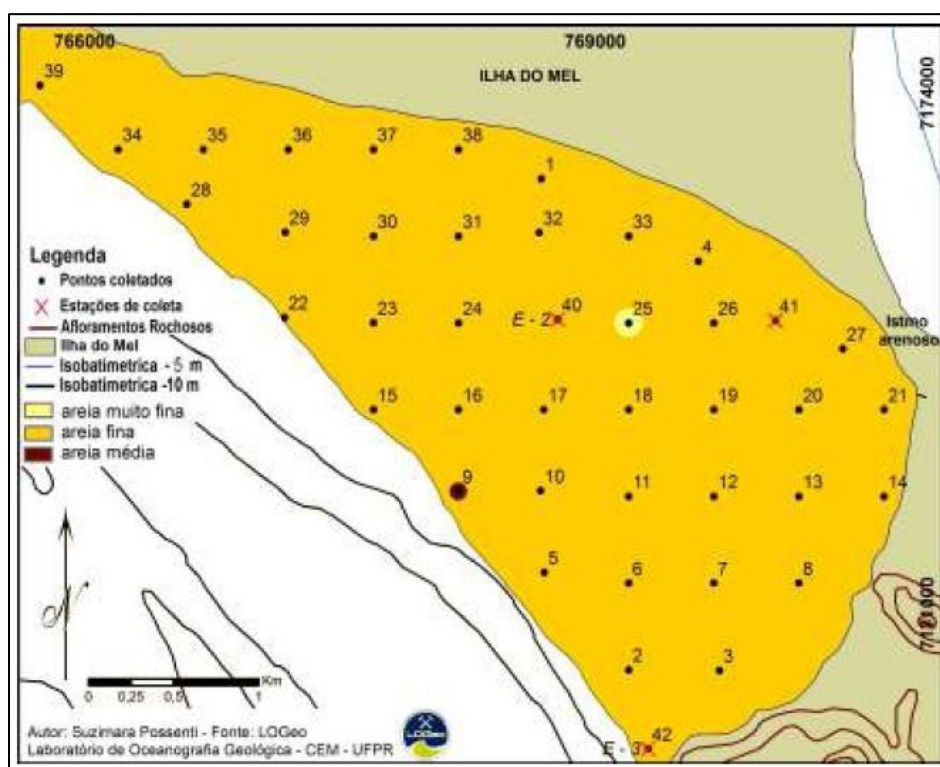 766000
769000
39
ILHA DO MEL
7174000
34
35
36
37
38
1
28
29
30
31
32
33
4
Legenda
Pontos coletados
Estações de coleta
Afloramentos Rochosos
Ilha do Mel
Isobatimetrica - 5 m
Isobatimetrica -10 m
areia muito fina
areia fina
areia média
22
23
24
E - 2
40
25
26
41
27
Istmo
arenoso
15
16
17
18
19
20
21
9
10
11
12
13
14
5
6
7
8
7171000
2
3
0 0,25 0,5 1
Km
E - 3
42
Autor: Suzimara Possenti - Fonte: LOGeo
Laboratório de Oceanografia Geológica - CEM - UFPR
LOGeo